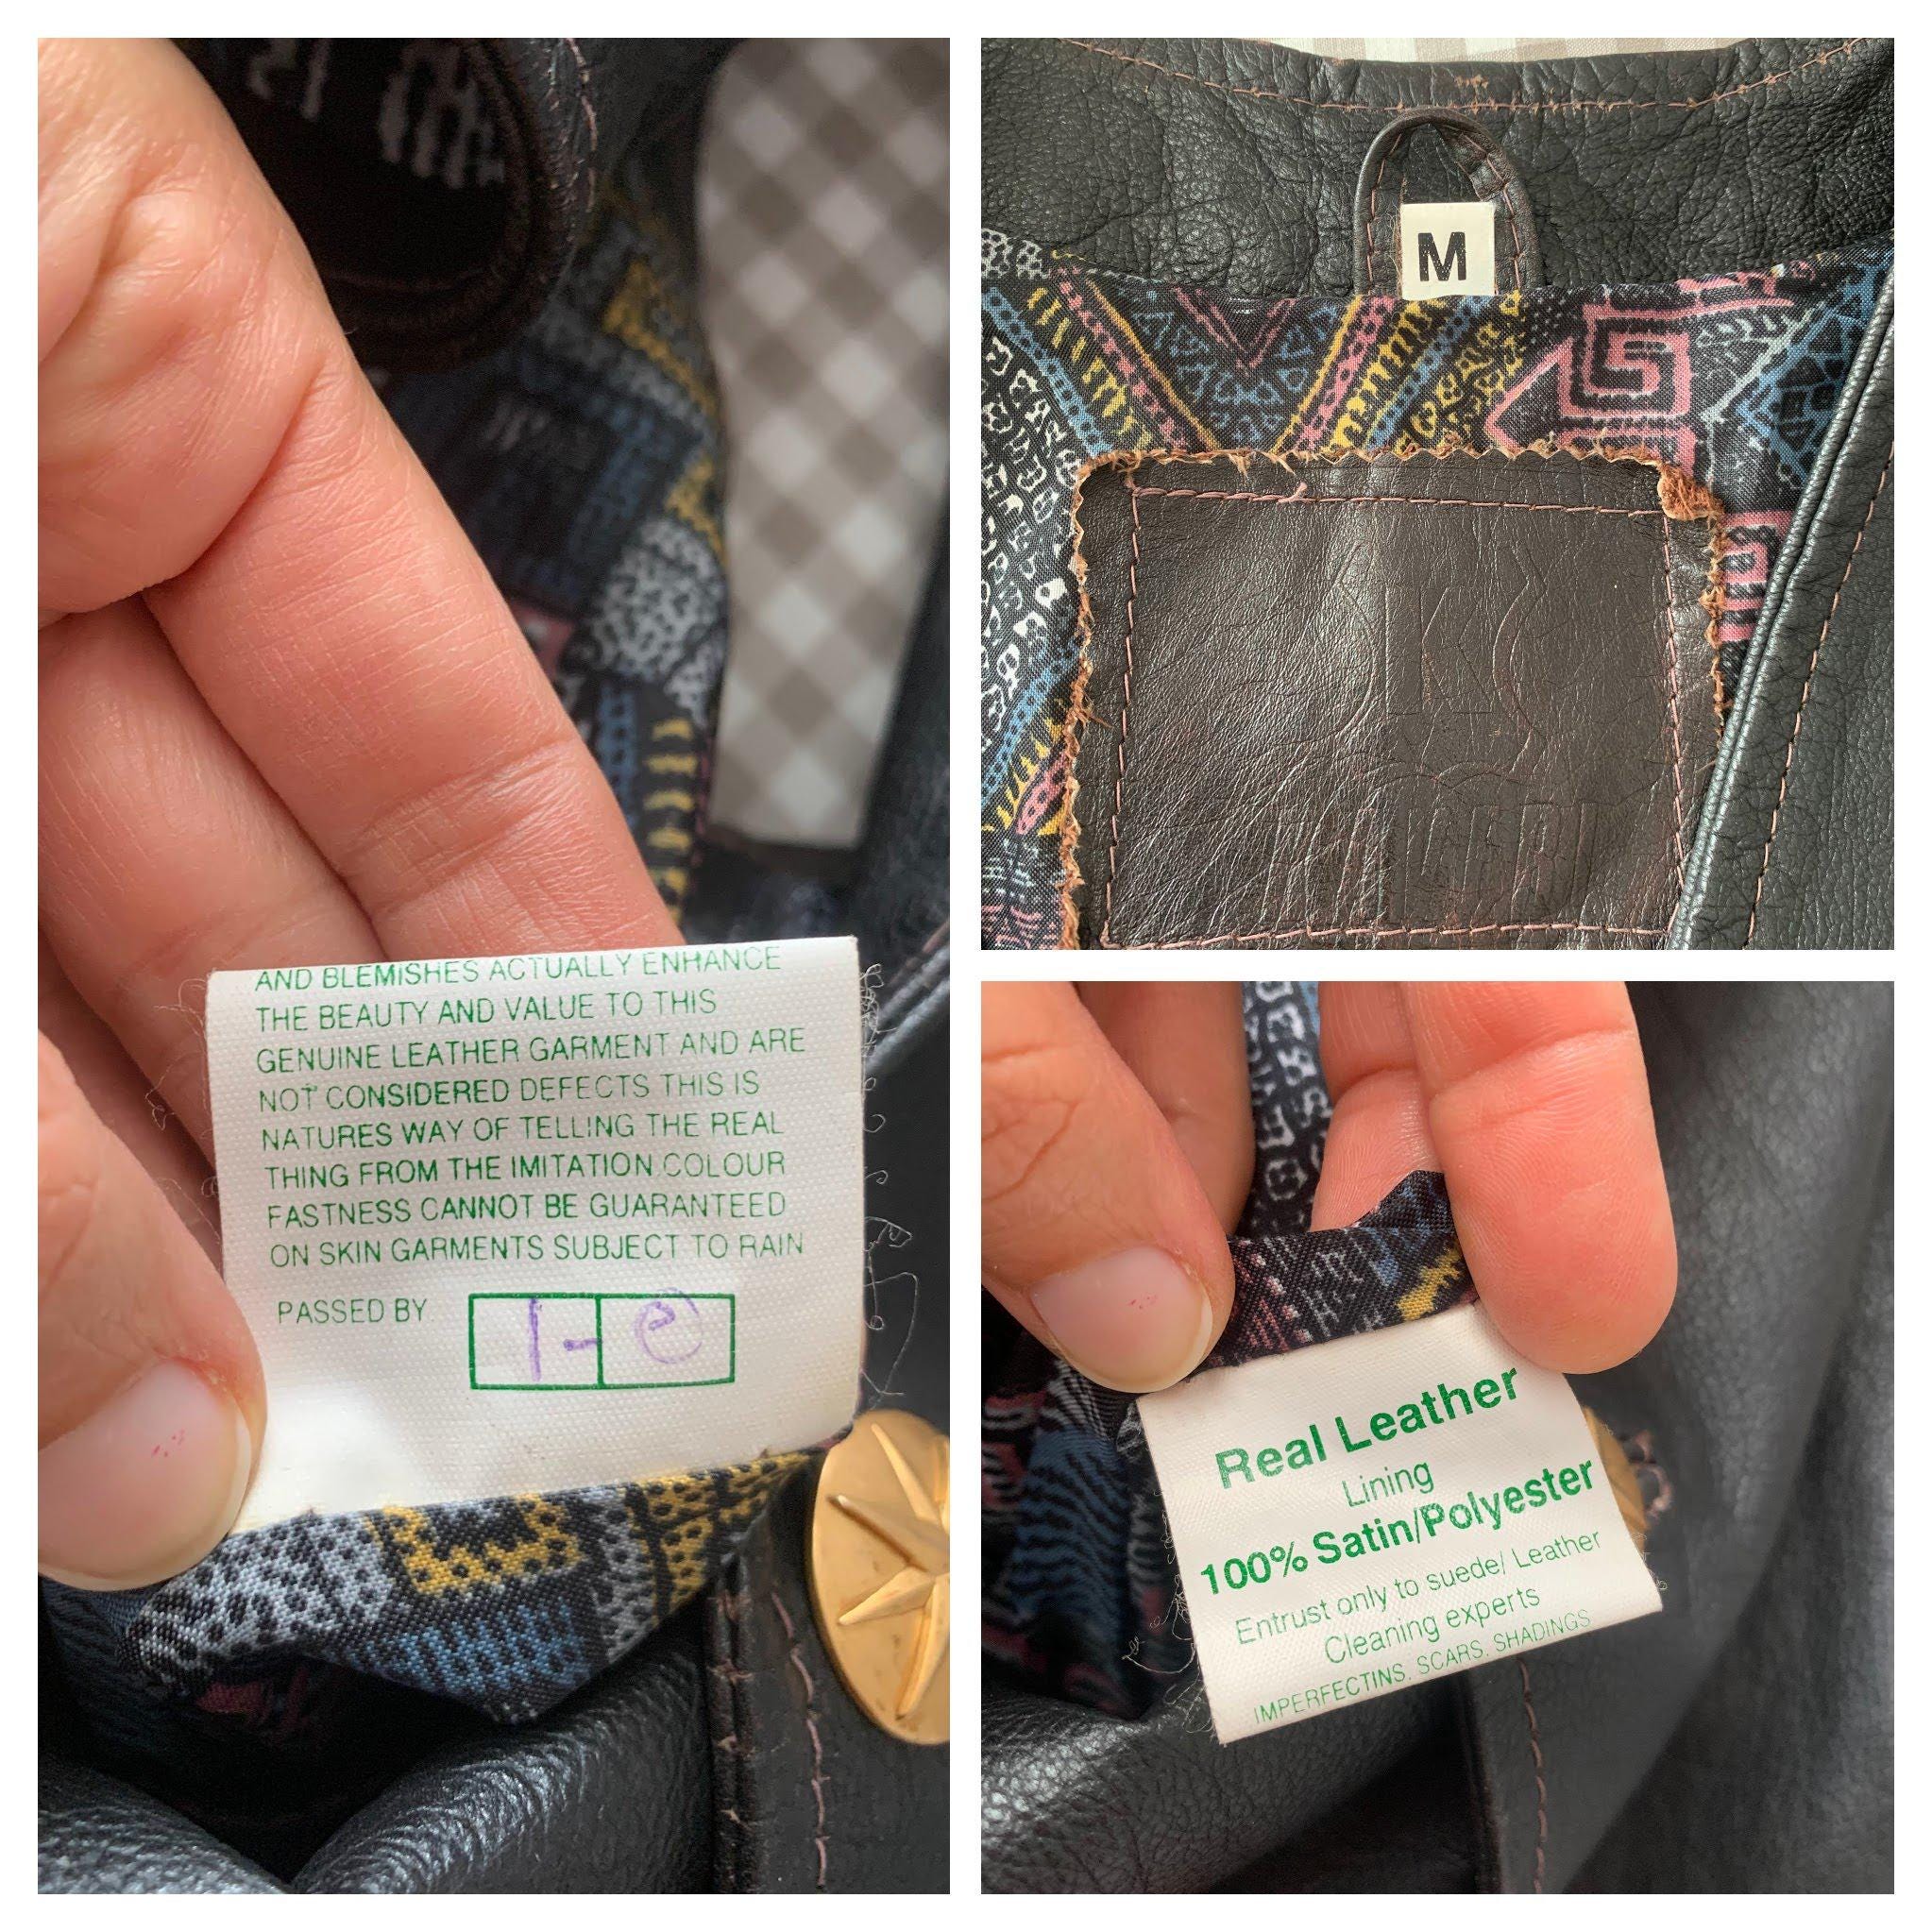 AND BLEMISHES ACTUALLY ENHANCE
THE BEAUTY AND VALUE TO THIS
GENUINE LEATHER GARMENT AND ARE
NOT CONSIDERED DEFECTS THIS IS
NATURES WAY OF TELLING THE REAL
THING FROM THE IMITATION COLOUR
FASTNESS CANNOT BE GUARANTEED
ON SKIN GARMENTS SUBJECT TO RAIN
PASSED BY 1-e
M
Real Leather
Lining
100% Satin/Polyester
Entrust only to suede/ Leather
Cleaning experts
IMPERFECTINS. SCARS. SHADINGS